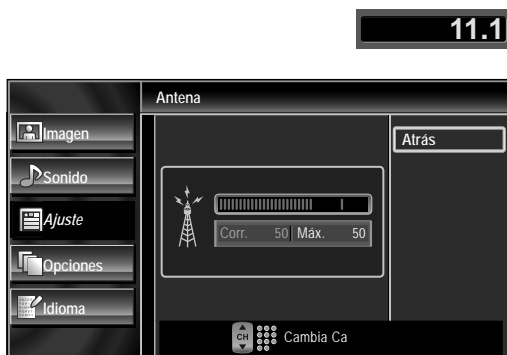 11.1
Antena
Imagen
Atrás
Sonido
Ajuste
Corr. 50 Máx. 50
Opciones
Idioma
CH Cambia Ca